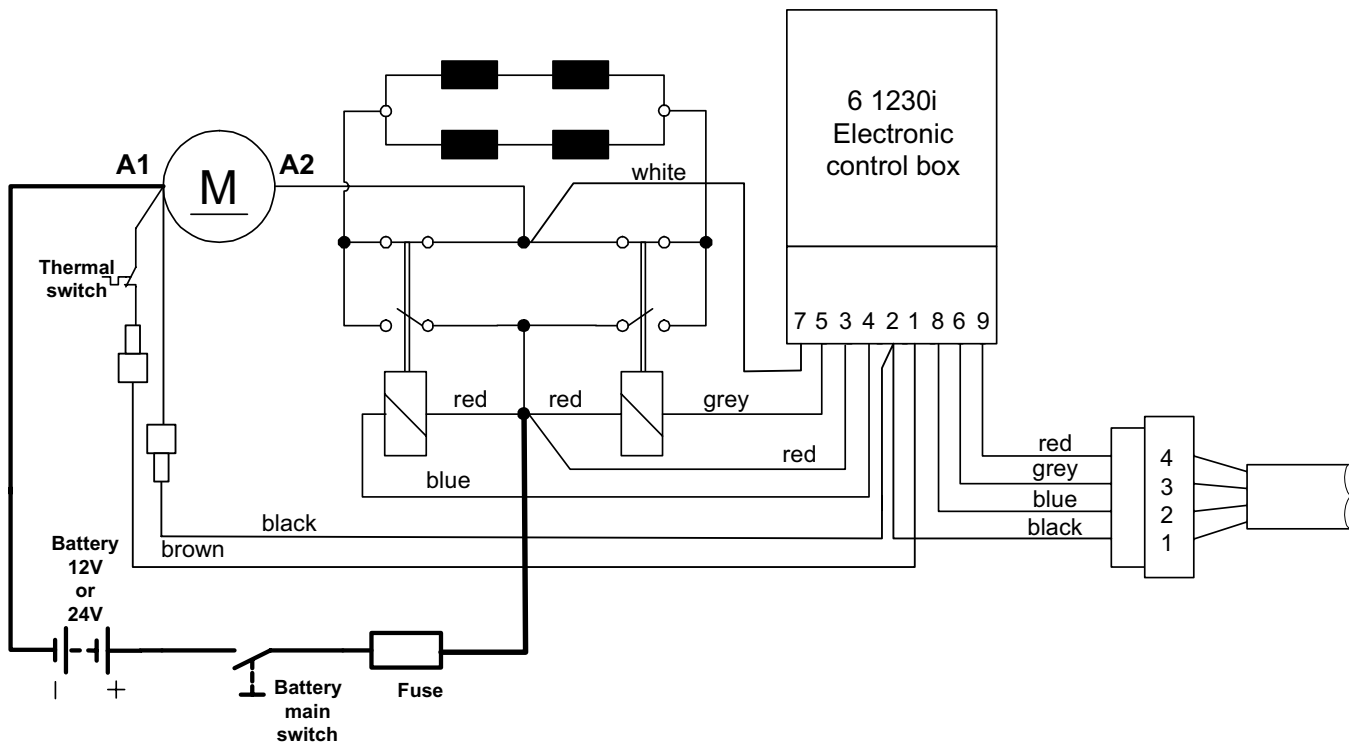 6 1230i
Electronic
control box
A1
M
A2
white
Thermal
switch
7 5 3 4 2 1 8 6 9
red
red
grey
red
blue
red
grey
blue
black
4
3
2
1
black
brown
Battery
12V
or
24V
-
+
Battery
main
switch
Fuse